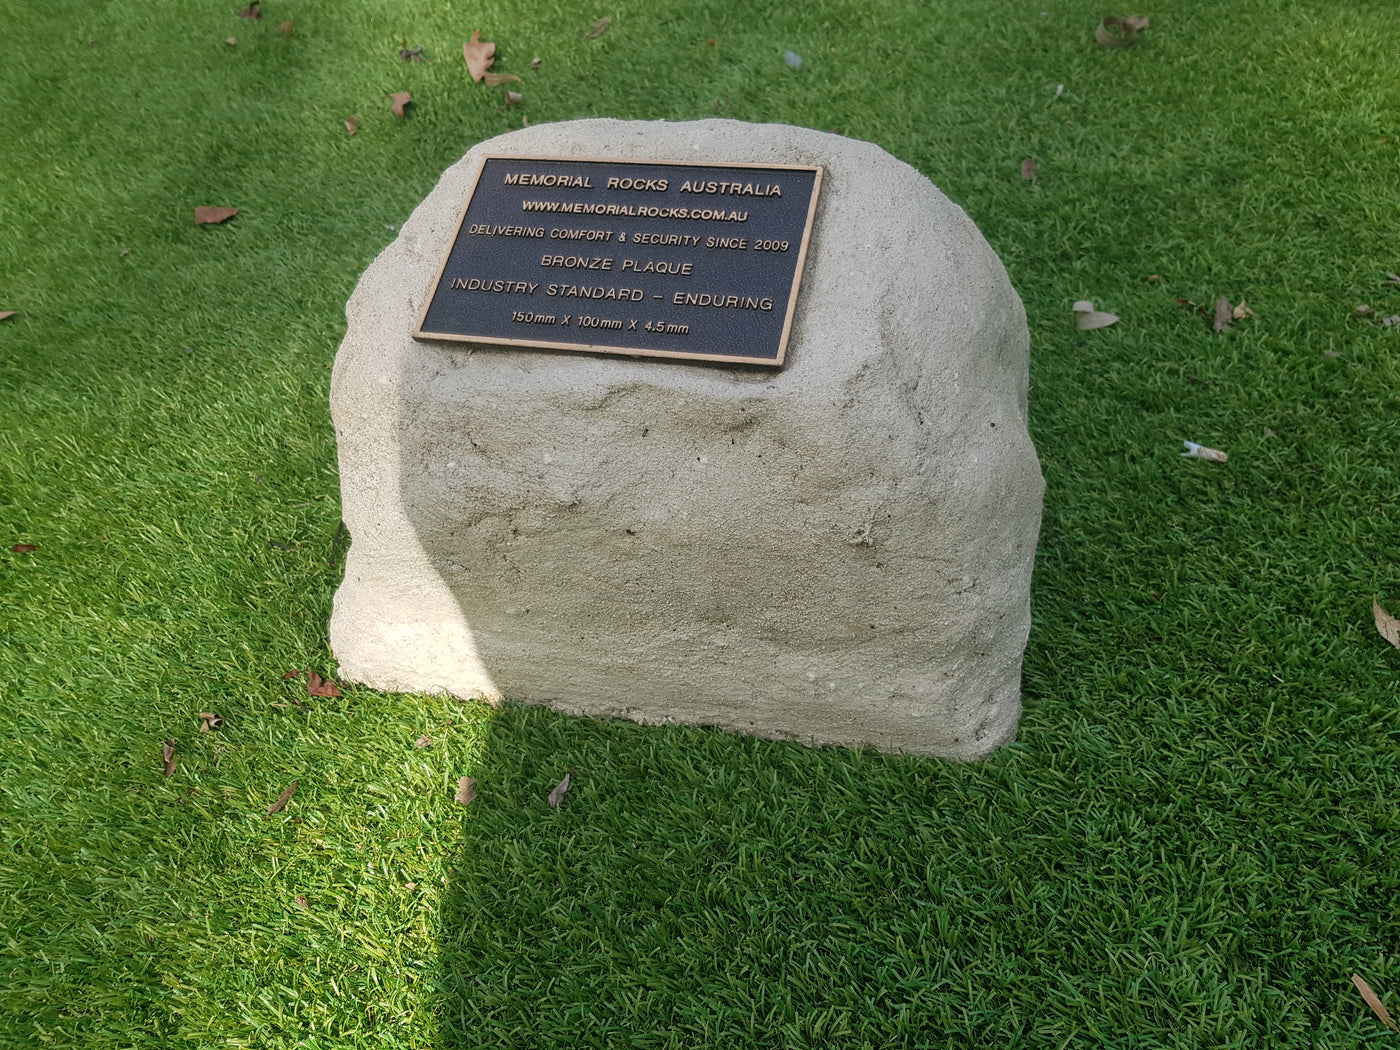 MEMORIAL ROCKS AUSTRALIA
WWW.MEMORIALROCKS.COM.AU
DELIVERING COMFORT & SECURITY SINCE 2009
BRONZE PLAQUE
INDUSTRY STANDARD – ENDURING
150mm X 100mm X 4.5mm